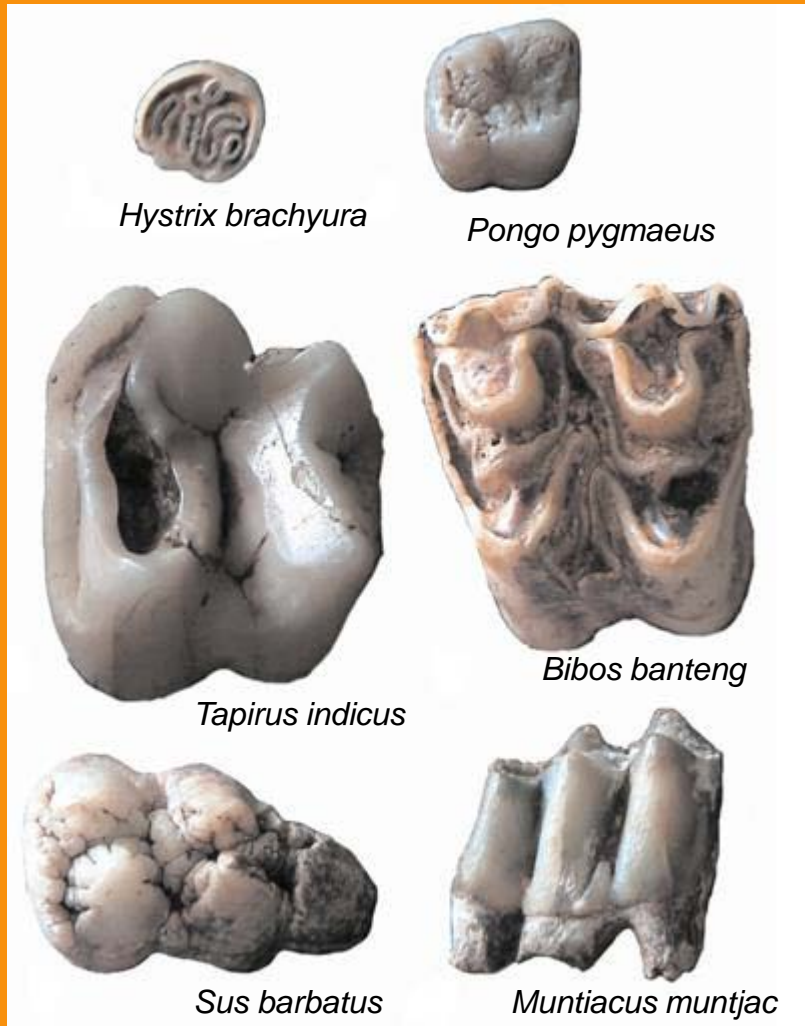 Hystrix brachyura
Pongo pygmaeus
Tapirus indicus
Bibos banteng
Sus barbatus
Muntiacus muntjac